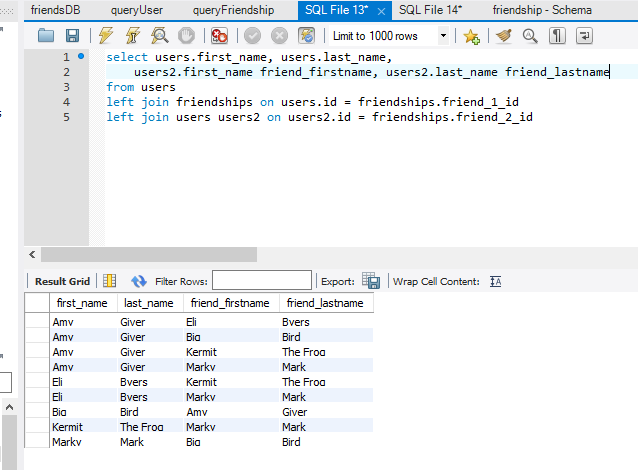 friendsDB queryUser queryFriendship SQL File 13* SQL File 14* friendship - Schema
Limit to 1000 rows
1 select users.first_name, users.last_name,
2 users2.first_name friend_firstname, users2.last_name friend_lastname
3 from users
4 left join friendships on users.id = friendships.friend_1_id
5 left join users users2 on users2.id = friendships.friend_2_id
Result Grid Filter Rows: Export: Wrap Cell Content:
first_name last_name friend_firstname friend_lastname
Amy Giver Eli Byers
Amy Giver Big Bird
Amy Giver Kermit The Frog
Amy Giver Marky Mark
Eli Byers Kermit The Frog
Eli Byers Marky Mark
Big Bird Amy Giver
Kermit The Frog Marky Mark
Marky Mark Big Bird